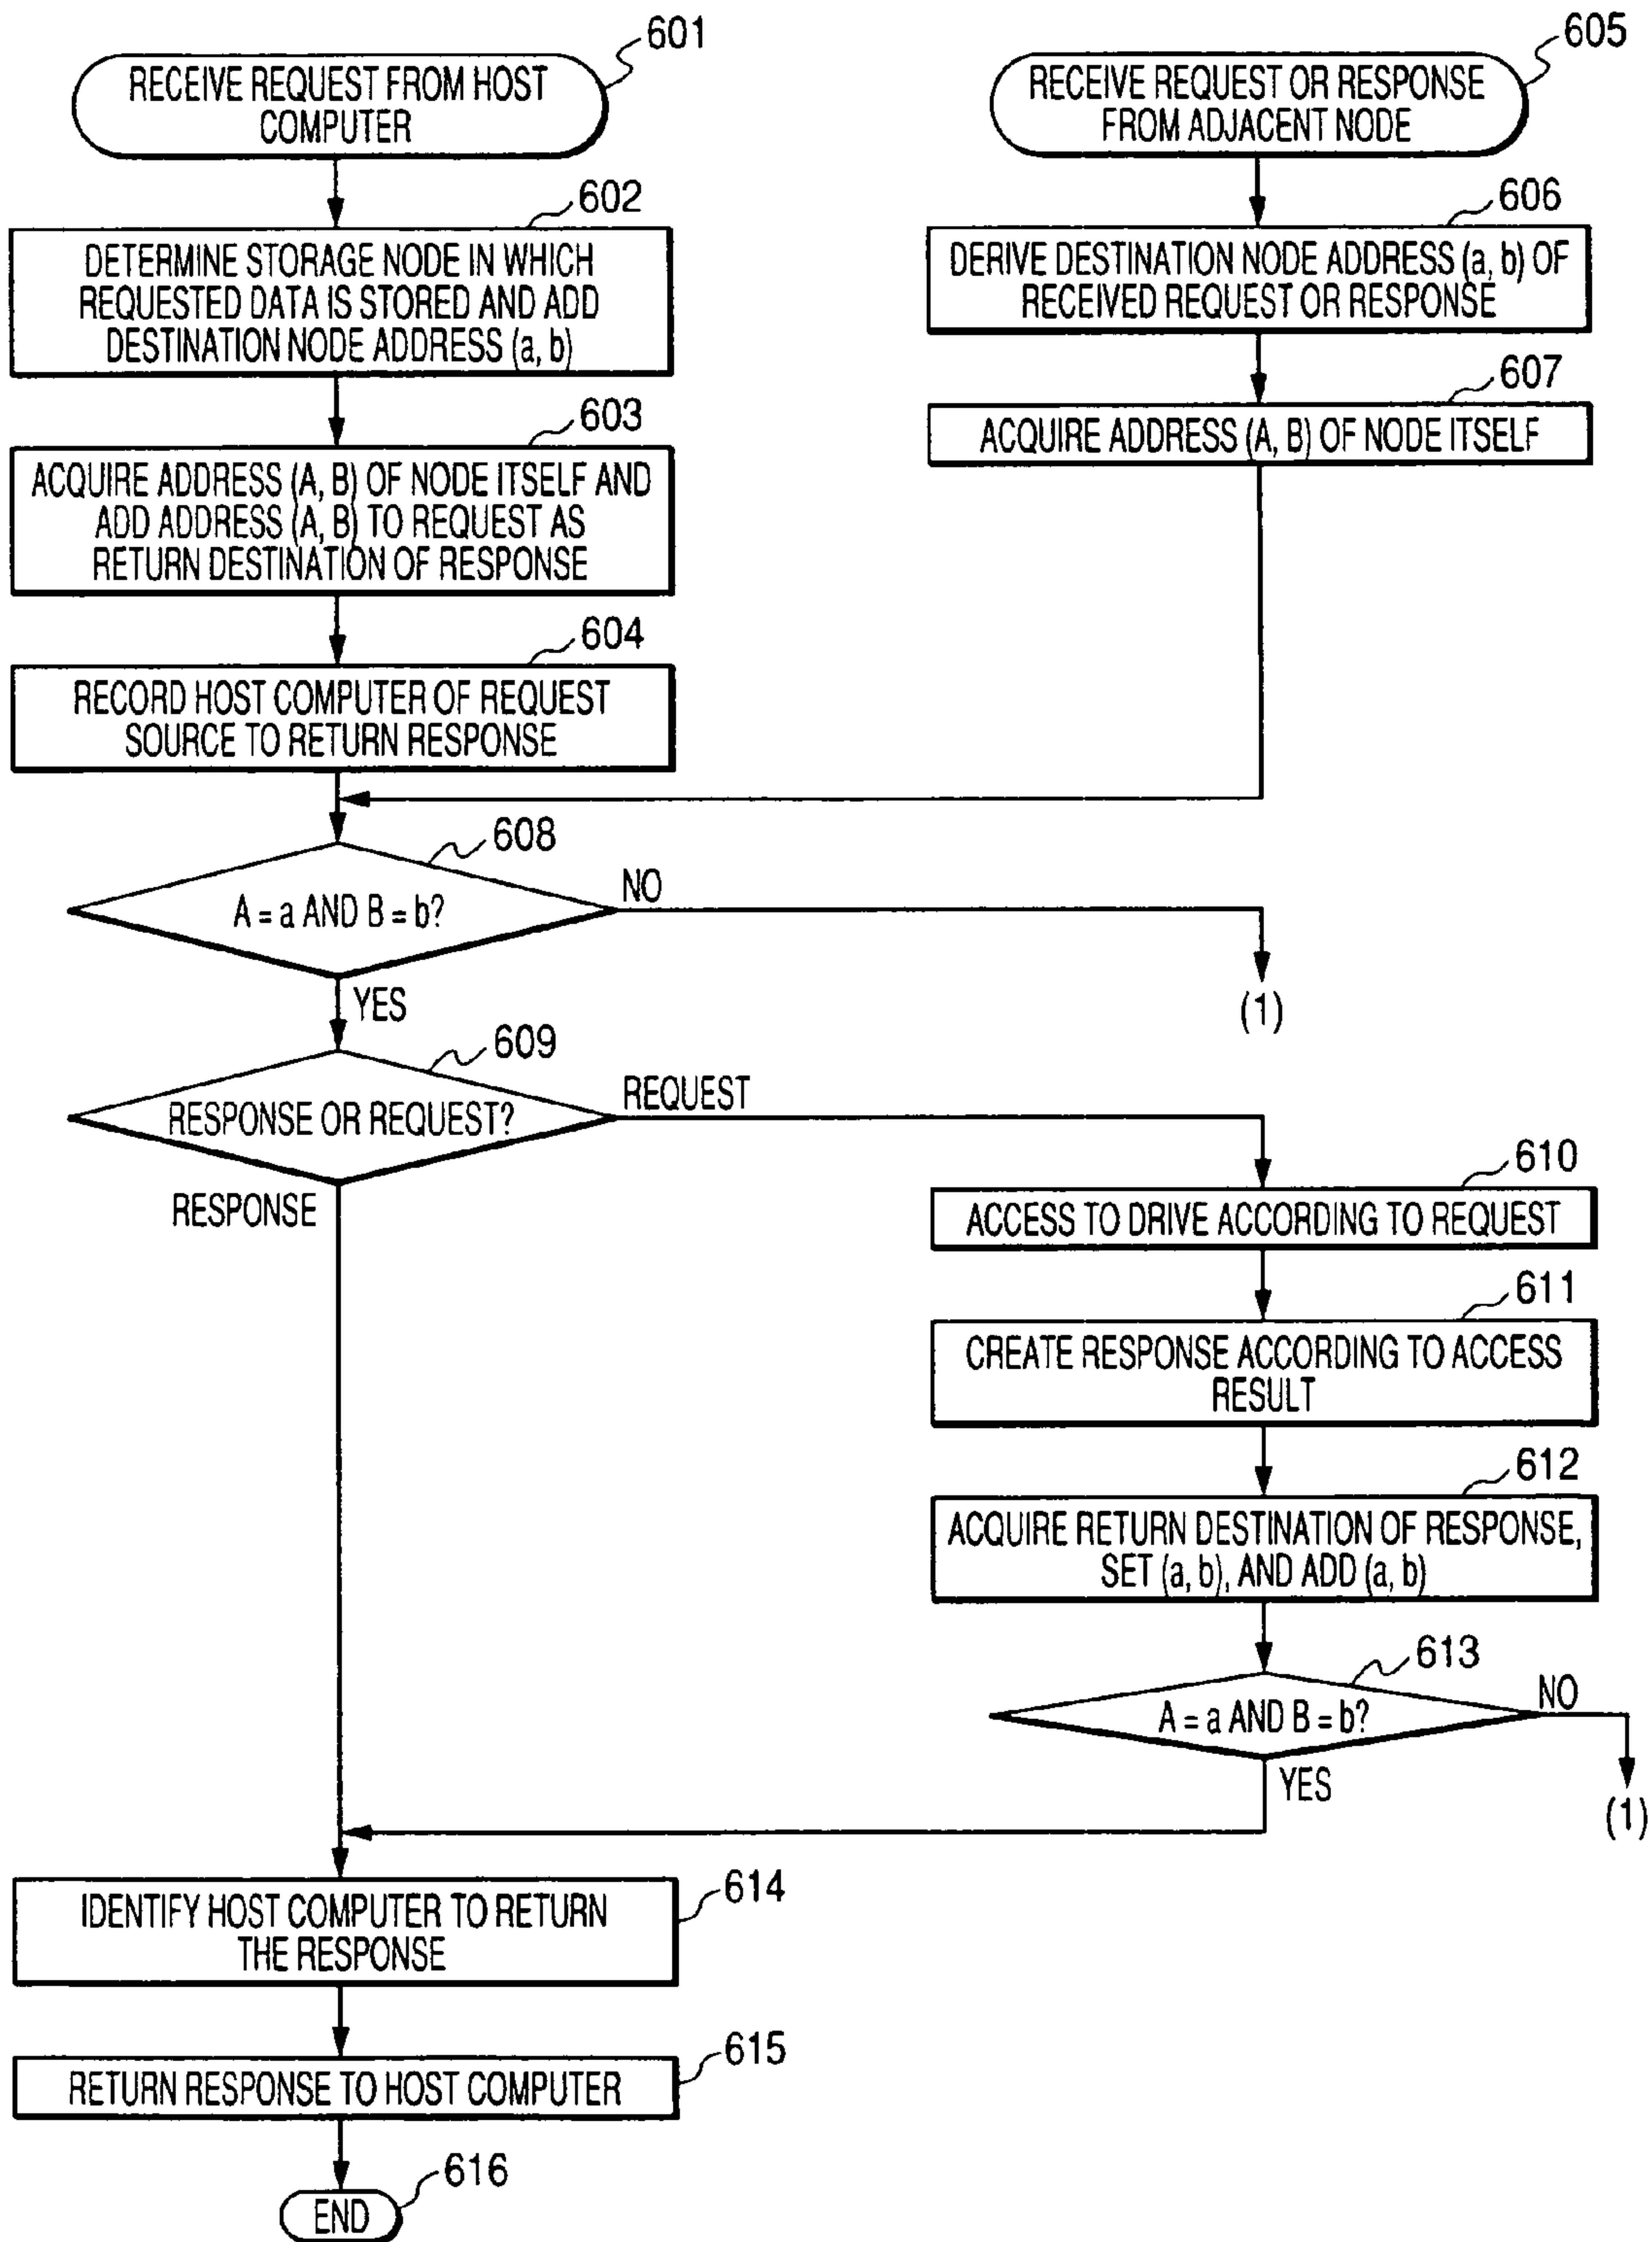 601
RECEIVE REQUEST FROM HOST
COMPUTER
602
DETERMINE STORAGE NODE IN WHICH
REQUESTED DATA IS STORED AND ADD
DESTINATION NODE ADDRESS (a, b)
603
ACQUIRE ADDRESS (A, B) OF NODE ITSELF AND
ADD ADDRESS (A, B) TO REQUEST AS
RETURN DESTINATION OF RESPONSE
604
RECORD HOST COMPUTER OF REQUEST
SOURCE TO RETURN RESPONSE
605
RECEIVE REQUEST OR RESPONSE
FROM ADJACENT NODE
606
DERIVE DESTINATION NODE ADDRESS (a, b) OF
RECEIVED REQUEST OR RESPONSE
607
ACQUIRE ADDRESS (A, B) OF NODE ITSELF
608
A = a AND B = b?
NO
(1)
YES
609
RESPONSE OR REQUEST?
REQUEST
RESPONSE
610
ACCESS TO DRIVE ACCORDING TO REQUEST
611
CREATE RESPONSE ACCORDING TO ACCESS
RESULT
612
ACQUIRE RETURN DESTINATION OF RESPONSE,
SET (a, b), AND ADD (a, b)
613
A = a AND B = b?
NO
(1)
YES
614
IDENTIFY HOST COMPUTER TO RETURN
THE RESPONSE
615
RETURN RESPONSE TO HOST COMPUTER
616
END